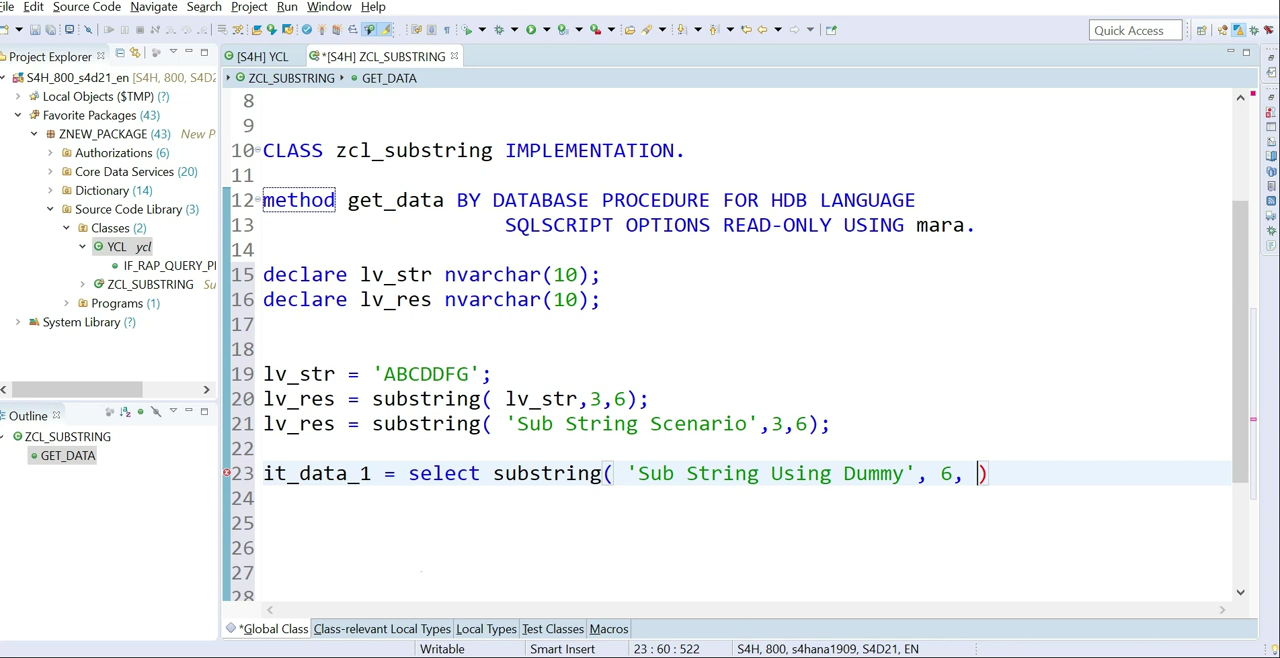 File Edit Source Code Navigate Search Project Run Window Help
Quick Access
Project Explorer
[S4H] YCL
*[S4H] ZCL_SUBSTRING
S4H_800_s4d21_en [S4H, 800, S4D2
ZCL_SUBSTRING GET_DATA
Local Objects ($TMP) (?)
Favorite Packages (43)
ZNEW_PACKAGE (43) New P
Authorizations (6)
Core Data Services (20)
Dictionary (14)
Source Code Library (3)
Classes (2)
YCL ycl
IF_RAP_QUERY_P
ZCL_SUBSTRING Su
Programs (1)
System Library (?)
Outline
ZCL_SUBSTRING
GET_DATA
8
9
10 CLASS zcl_substring IMPLEMENTATION.
11
12 method get_data BY DATABASE PROCEDURE FOR HDB LANGUAGE
13 SQLSCRIPT OPTIONS READ-ONLY USING mara.
14
15 declare lv_str nvarchar(10);
16 declare lv_res nvarchar(10);
17
18
19 lv_str = 'ABCDDFG';
20 lv_res = substring( lv_str,3,6);
21 lv_res = substring( 'Sub String Scenario',3,6);
22
23 it_data_1 = select substring( 'Sub String Using Dummy', 6, )
24
25
26
27
28
*Global Class Class-relevant Local Types Local Types Test Classes Macros
Writable Smart Insert 23 : 60 : 522 S4H, 800, s4hana1909, S4D21, EN